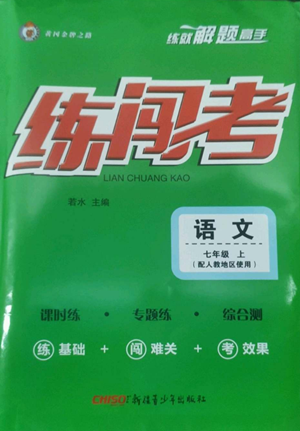 黄冈金牌之路
练就解题高手
练闯考
LIAN CHUANG KAO
若水 主编
语文
七年级 上
（配人教地区使用）
课时练 · 专题练 · 综合测
练 基础 + 闯 难关 + 考 效果
CHISO 新疆青少年出版社